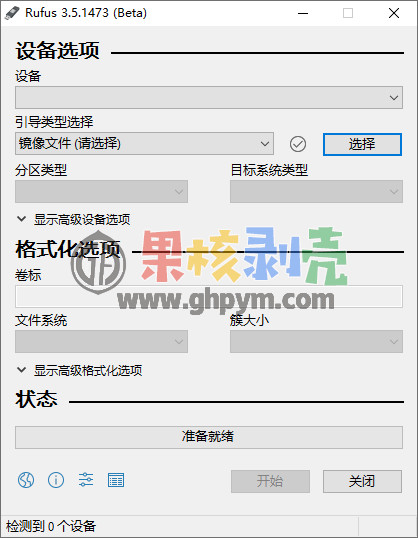 Rufus 3.5.1473 (Beta)
设备选项
设备
引导类型选择
镜像文件 (请选择)
选择
分区类型
目标系统类型
显示高级设备选项
果核剥壳
格式化选项
卷标
www.ghpym.com
文件系统
簇大小
显示高级格式化选项
状态
准备就绪
开始
关闭
检测到 0 个设备